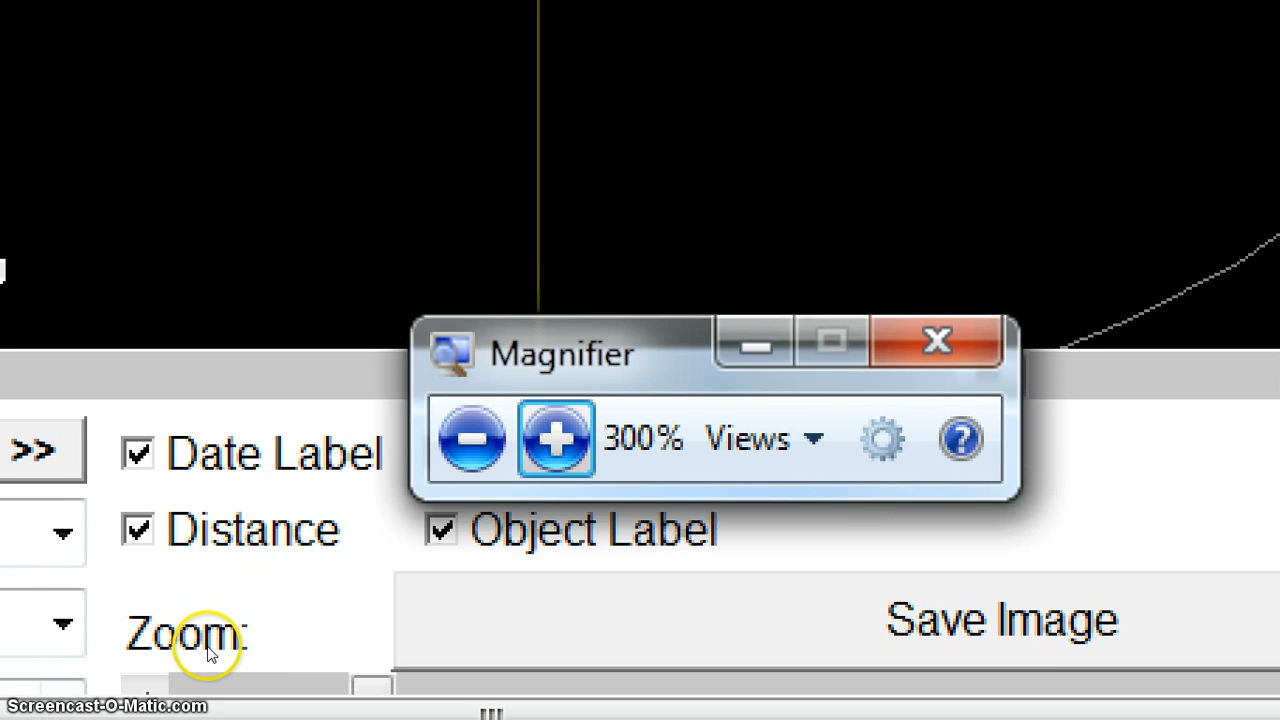 Magnifier
300% Views
>>
Date Label
Distance
Object Label
Zoom:
Save Image
Screencast-O-Matic.com